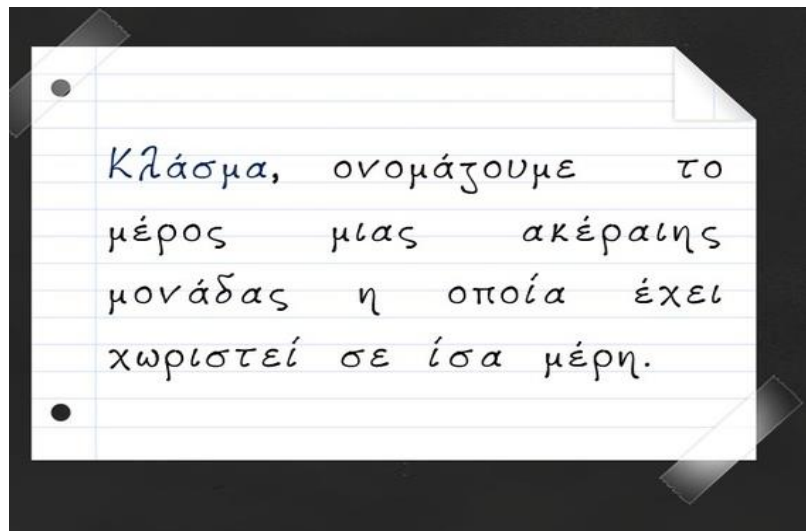 Κλάσμα, ονομάζουμε το
μέρος μιας ακέραιης
μονάδας η οποία έχει
χωριστεί σε ίσα μέρη.